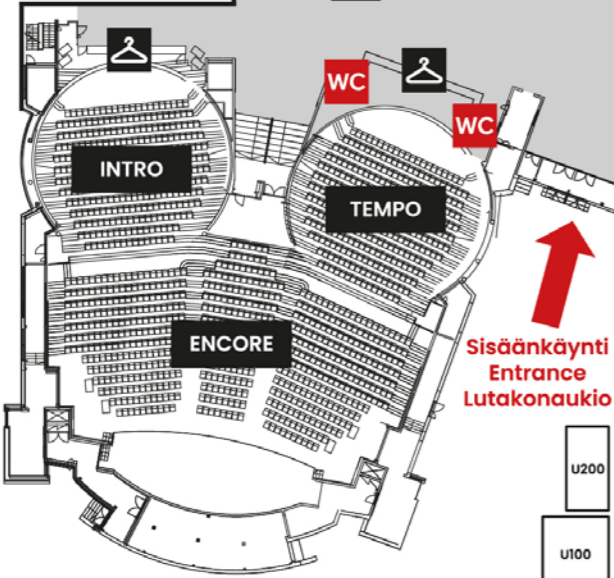 WC
WC
INTRO
TEMPO
ENCORE
Sisäänkäynti
Entrance
Lutakonaukio
U200
U100